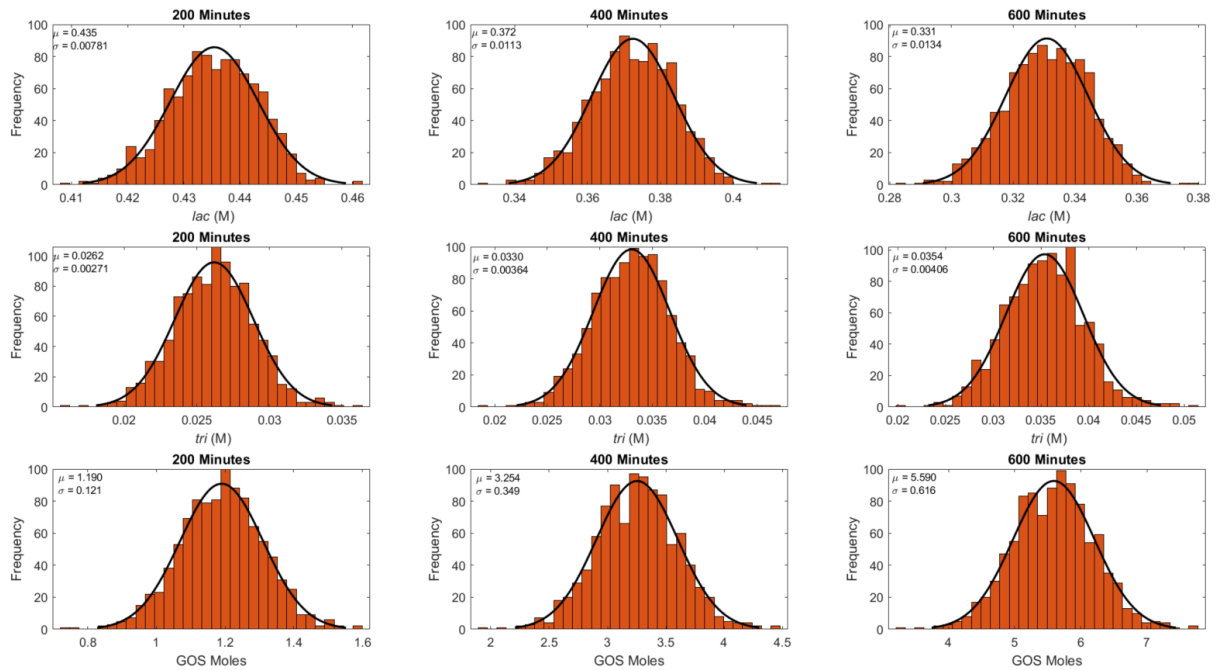 200 Minutes
μ = 0.435
σ = 0.00781
100
80
60
40
20
0
Frequency
0.41 0.42 0.43 0.44 0.45 0.46
lac (M)
400 Minutes
μ = 0.372
σ = 0.0113
100
80
60
40
20
0
Frequency
0.34 0.36 0.38 0.4
lac (M)
600 Minutes
μ = 0.331
σ = 0.0134
100
80
60
40
20
0
Frequency
0.28 0.3 0.32 0.34 0.36 0.38
lac (M)
200 Minutes
μ = 0.0262
σ = 0.00271
100
80
60
40
20
0
Frequency
0.02 0.03 0.035
tri (M)
400 Minutes
μ = 0.0330
σ = 0.00364
100
80
60
40
20
0
Frequency
0.02 0.025 0.03 0.035 0.04 0.045
tri (M)
600 Minutes
μ = 0.0354
σ = 0.00406
100
80
60
40
20
0
Frequency
0.02 0.025 0.03 0.035 0.04 0.045 0.05
tri (M)
200 Minutes
μ = 1.190
σ = 0.121
100
80
60
40
20
0
Frequency
0.8 1 1.2 1.4 1.6
GOS Moles
400 Minutes
μ = 3.254
σ = 0.349
100
80
60
40
20
0
Frequency
2 2.5 3 3.5 4 4.5
GOS Moles
600 Minutes
μ = 5.590
σ = 0.616
100
80
60
40
20
0
Frequency
4 5 6 7
GOS Moles